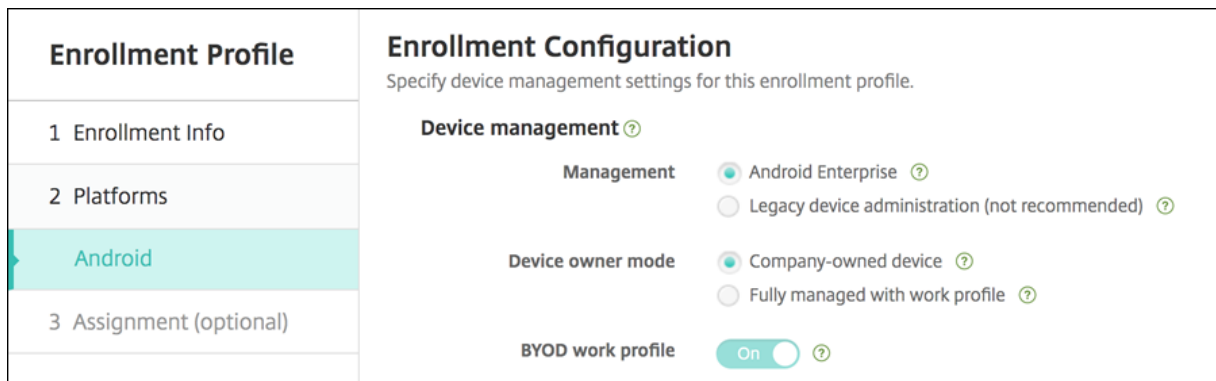 Enrollment Profile
1 Enrollment Info
2 Platforms
Android
3 Assignment (optional)
Enrollment Configuration
Specify device management settings for this enrollment profile.
Device management ?
Management Android Enterprise ?
Legacy device administration (not recommended) ?
Device owner mode Company-owned device ?
Fully managed with work profile ?
BYOD work profile On ?